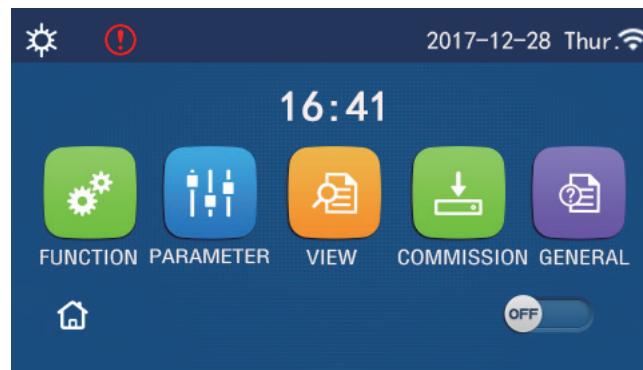 2017-12-28 Thur.
16:41
FUNCTION PARAMETER VIEW COMMISSION GENERAL
OFF